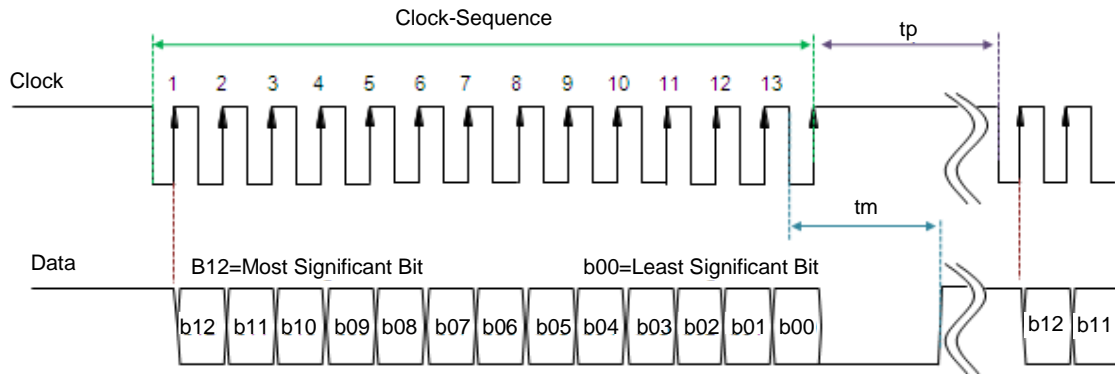 Clock-Sequence
tp
Clock
1 2 3 4 5 6 7 8 9 10 11 12 13
tm
Data
B12=Most Significant Bit
b00=Least Significant Bit
b12 b11 b10 b09 b08 b07 b06 b05 b04 b03 b02 b01 b00
b12 b11